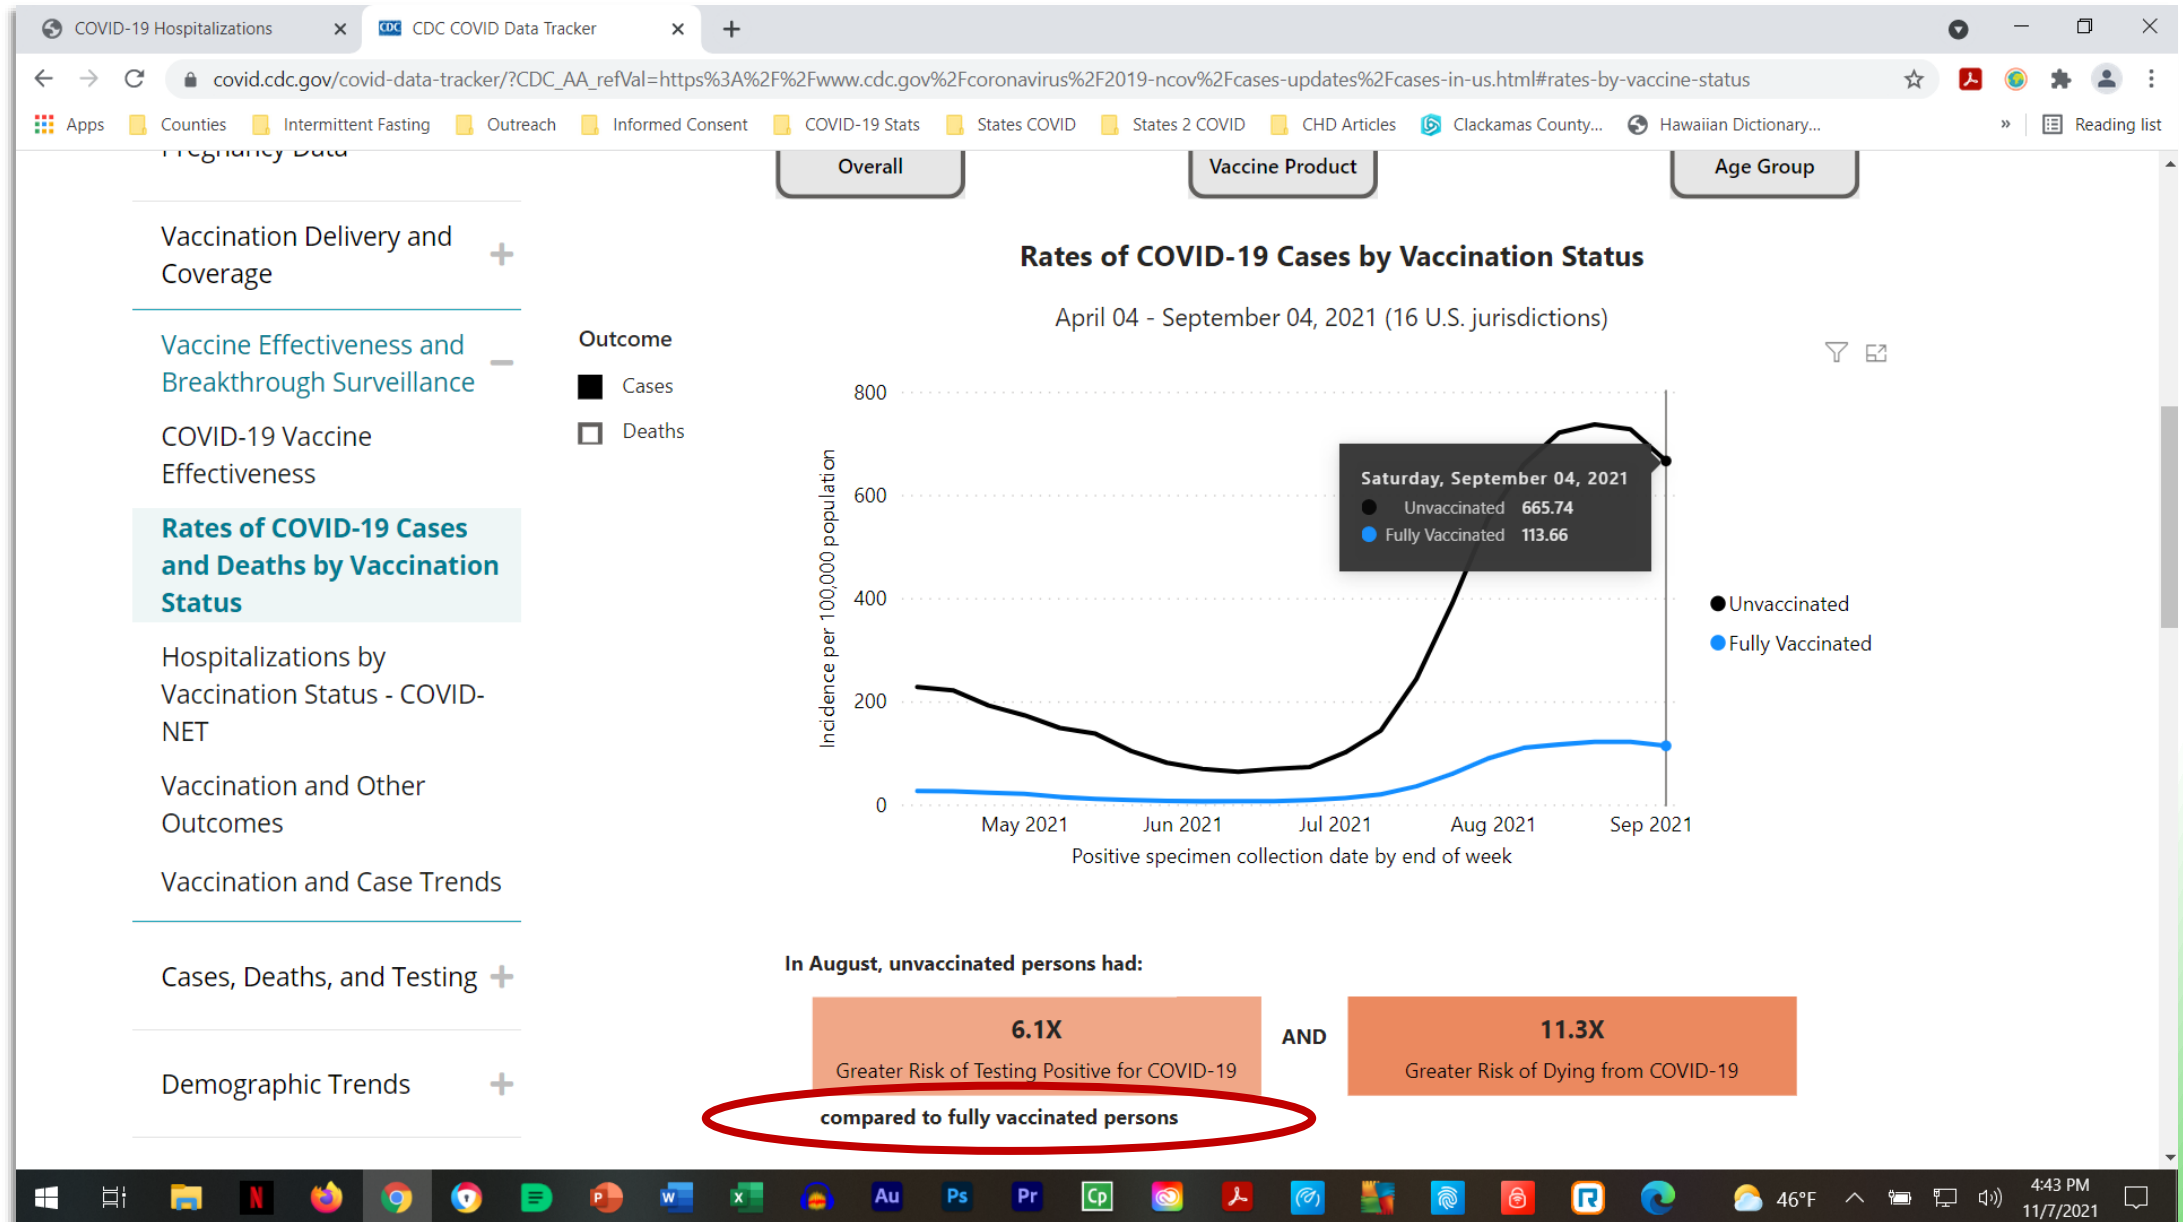 COVID-19 Hospitalizations
CDC COVID Data Tracker
covid.cdc.gov/covid-data-tracker/?CDC_AA_refVal=https%3A%2F%2Fwww.cdc.gov%2Fcoronavirus%2F2019-ncov%2Fcases-updates%2Fcases-in-us.html#rates-by-vaccine-status
Apps Counties Intermittent Fasting Outreach Informed Consent COVID-19 Stats States COVID States 2 COVID CHD Articles Clackamas County... Hawaiian Dictionary... » Reading list
Pregnancy Data
Vaccination Delivery and
Coverage
Vaccine Effectiveness and
Breakthrough Surveillance
COVID-19 Vaccine
Effectiveness
Rates of COVID-19 Cases
and Deaths by Vaccination
Status
Hospitalizations by
Vaccination Status - COVID-
NET
Vaccination and Other
Outcomes
Vaccination and Case Trends
Cases, Deaths, and Testing
Demographic Trends
Overall
Vaccine Product
Age Group
Rates of COVID-19 Cases by Vaccination Status
April 04 - September 04, 2021 (16 U.S. jurisdictions)
Outcome
Cases
Deaths
Incidence per 100,000 population
800
600
400
200
0
Saturday, September 04, 2021
Unvaccinated 665.74
Fully Vaccinated 113.66
Unvaccinated
Fully Vaccinated
May 2021 Jun 2021 Jul 2021 Aug 2021 Sep 2021
Positive specimen collection date by end of week
In August, unvaccinated persons had:
6.1X
Greater Risk of Testing Positive for COVID-19
AND
11.3X
Greater Risk of Dying from COVID-19
compared to fully vaccinated persons
N
P
W
X
Au
Ps
Pr
Cp
R
46°F
4:43 PM
11/7/2021